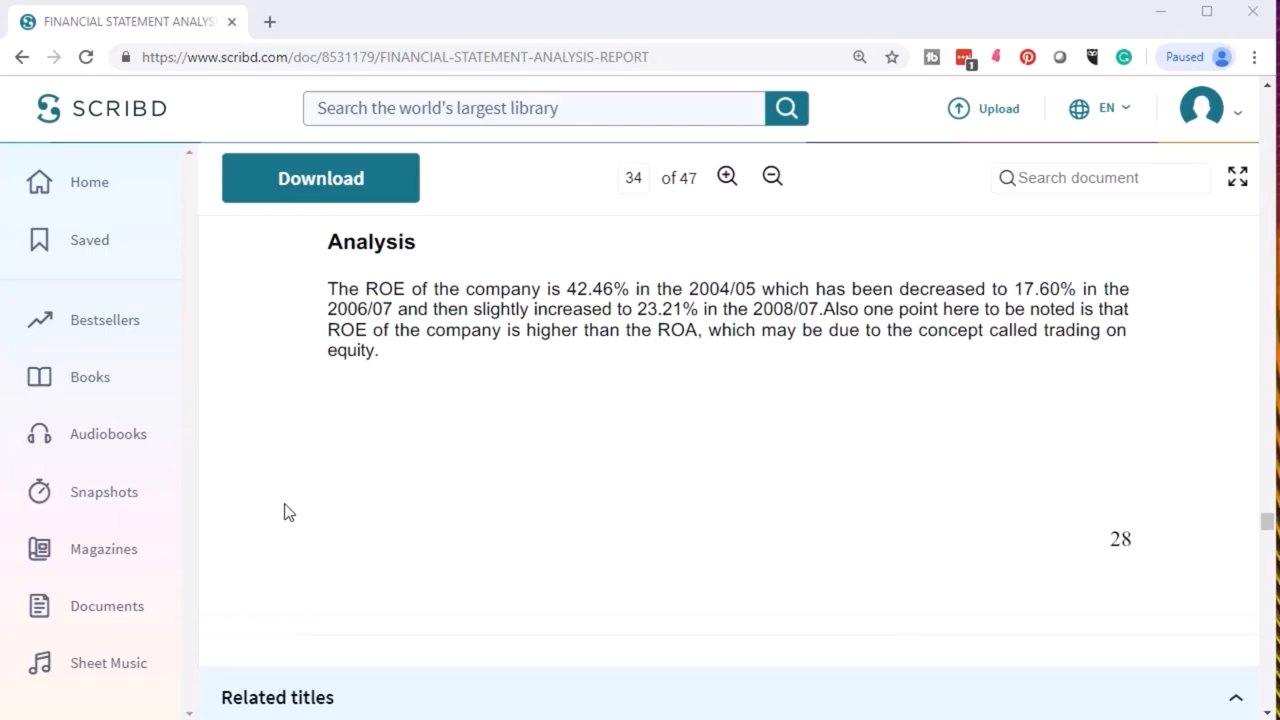 FINANCIAL STATEMENT ANALYS
https://www.scribd.com/doc/8531179/FINANCIAL-STATEMENT-ANALYSIS-REPORT
tb
1
Paused
SCRIBD
Search the world's largest library
Upload
EN
Home
Saved
Bestsellers
Books
Audiobooks
Snapshots
Magazines
Documents
Sheet Music
Download
34 of 47
Search document
Analysis
The ROE of the company is 42.46% in the 2004/05 which has been decreased to 17.60% in the
2006/07 and then slightly increased to 23.21% in the 2008/07.Also one point here to be noted is that
ROE of the company is higher than the ROA, which may be due to the concept called trading on
equity.
28
Related titles